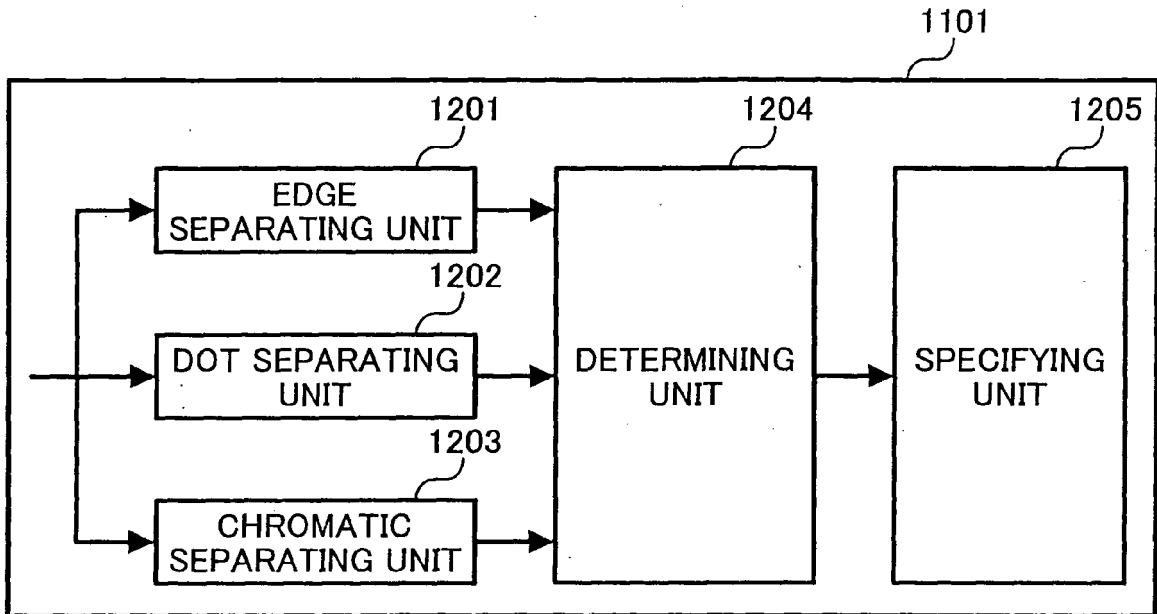 1101
1201
EDGE
SEPARATING UNIT
1202
DOT SEPARATING
UNIT
1203
CHROMATIC
SEPARATING UNIT
1204
DETERMINING
UNIT
1205
SPECIFYING
UNIT